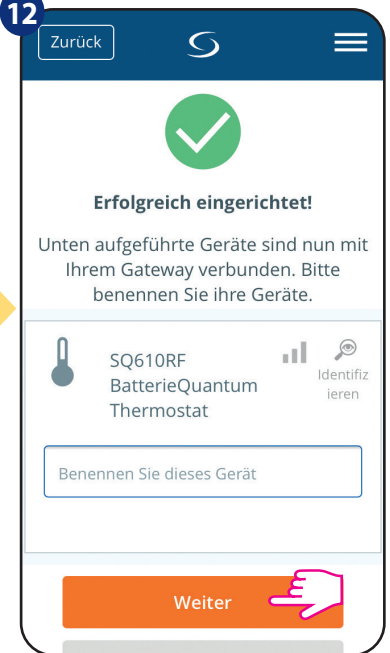 12
Zurück
Erfolgreich eingerichtet!
Unten aufgeführte Geräte sind nun mit
Ihrem Gateway verbunden. Bitte
benennen Sie ihre Geräte.
SQ610RF
BatterieQuantum
Thermostat
Identifiz
ieren
Benennen Sie dieses Gerät
Weiter